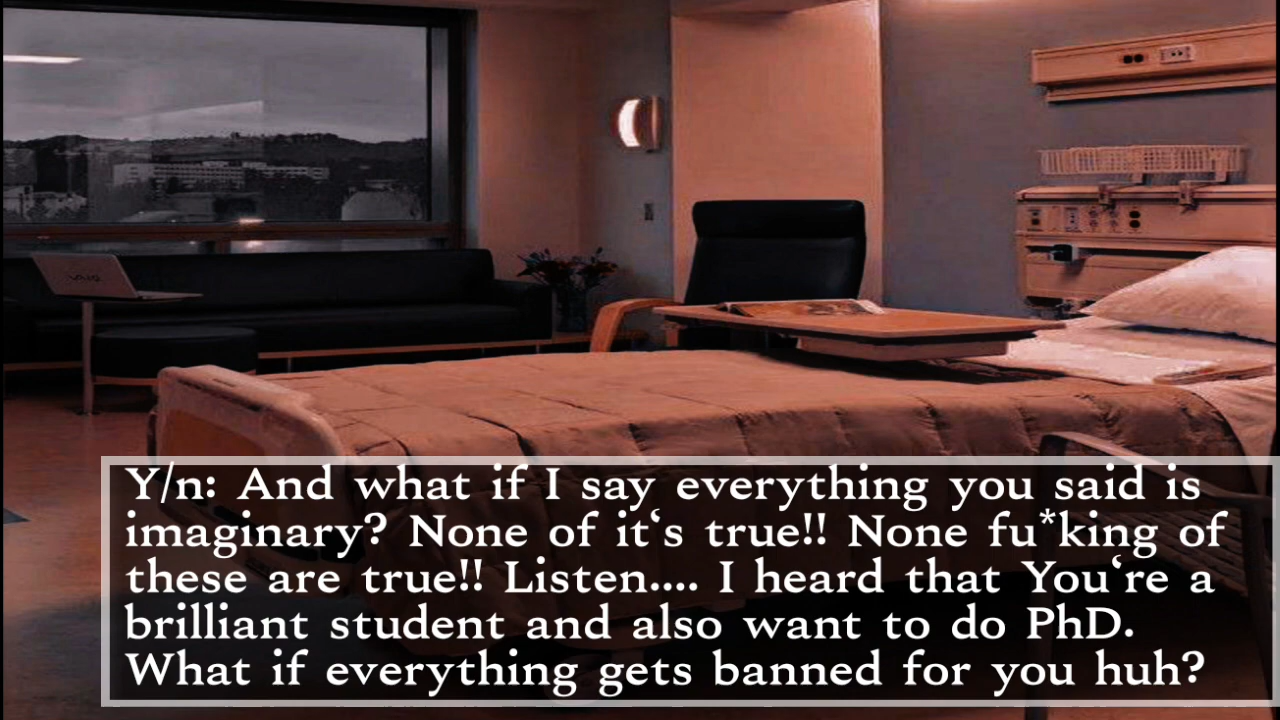 VAIO
Y/n: And what if I say everything you said is
imaginary? None of it‘s true!! None fu*king of
these are true!! Listen.... I heard that You‘re a
brilliant student and also want to do PhD.
What if everything gets banned for you huh?